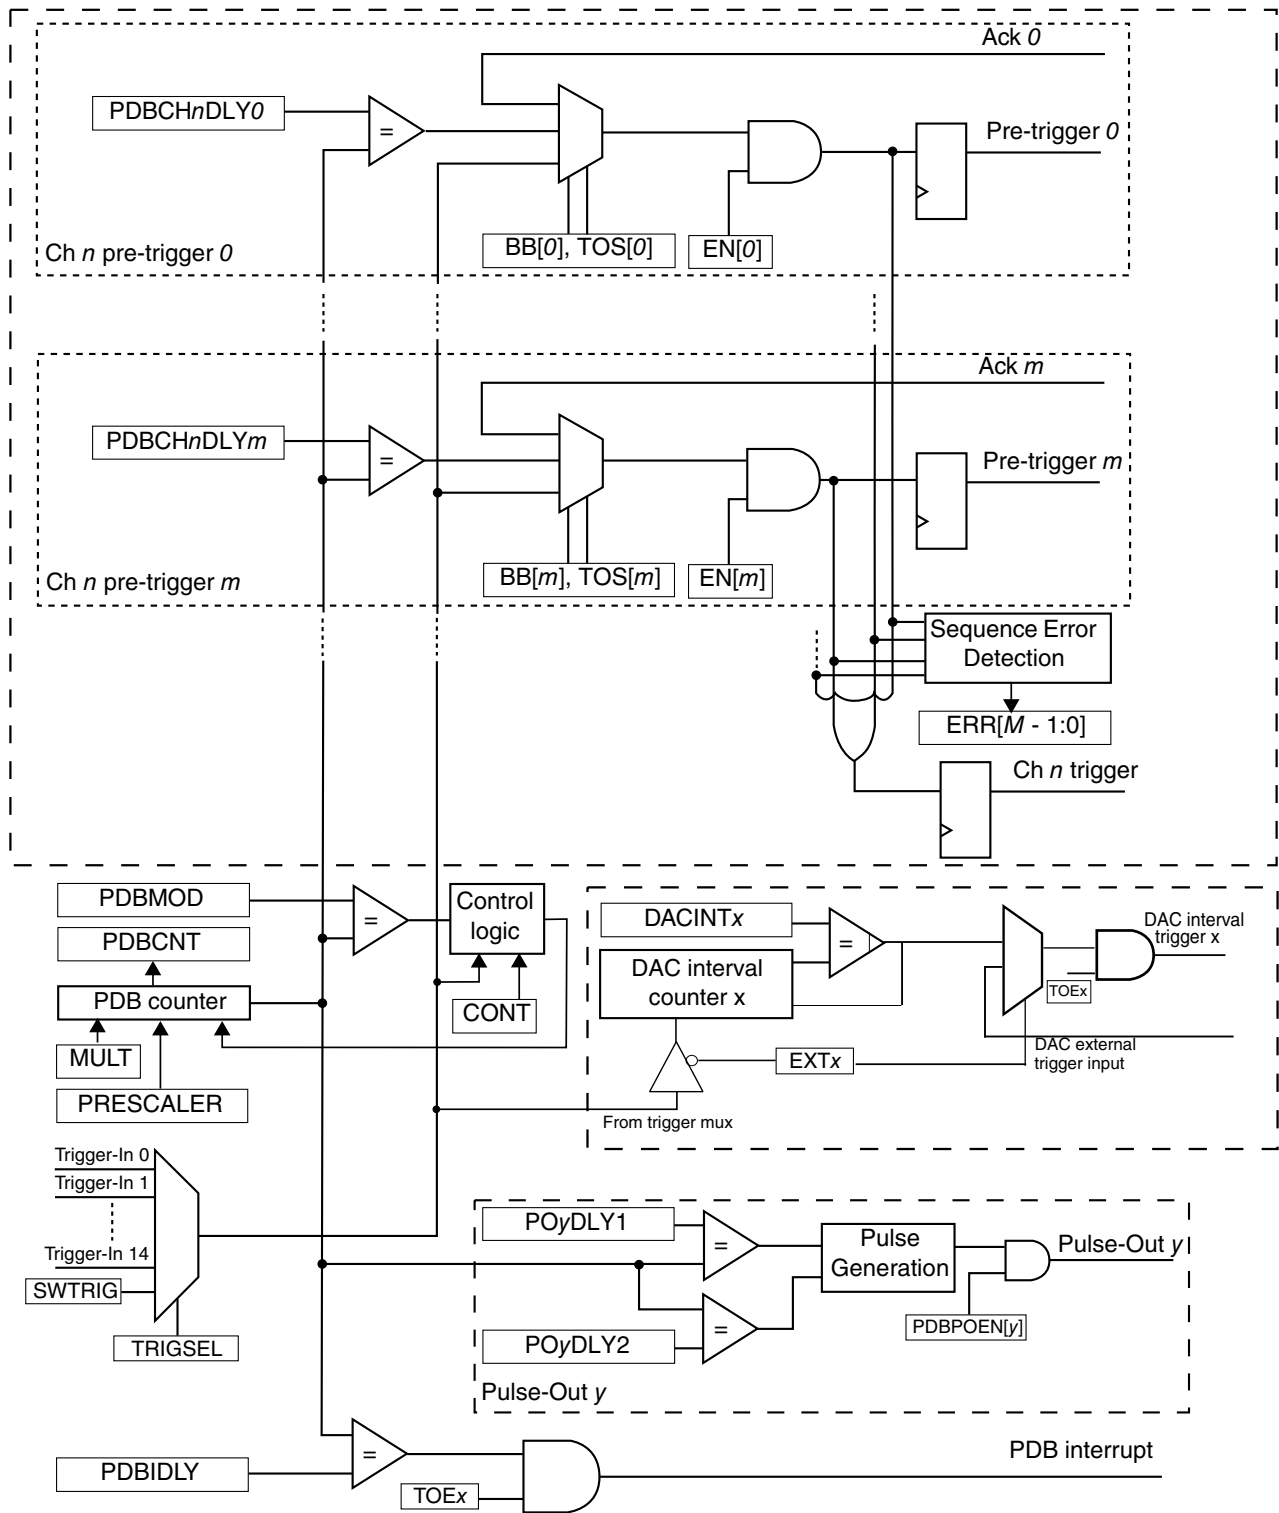 Ack 0
PDBCHnDLY0
=
Pre-trigger 0
BB[0], TOS[0]
EN[0]
Ch n pre-trigger 0
Ack m
PDBCHnDLYm
=
Pre-trigger m
BB[m], TOS[m]
EN[m]
Ch n pre-trigger m
Sequence Error
Detection
ERR[M - 1:0]
Ch n trigger
PDBMOD
=
Control
logic
PDBCNT
PDB counter
CONT
MULT
PRESCALER
DACINTx
=
DAC interval
counter x
DAC interval
trigger x
TOEx
DAC external
trigger input
EXTx
From trigger mux
Trigger-In 0
Trigger-In 1
Trigger-In 14
SWTRIG
TRIGSEL
POyDLY1
=
Pulse
Generation
Pulse-Out y
PDBPOEN[y]
=
POyDLY2
Pulse-Out y
=
PDB interrupt
PDBIDLY
TOEx